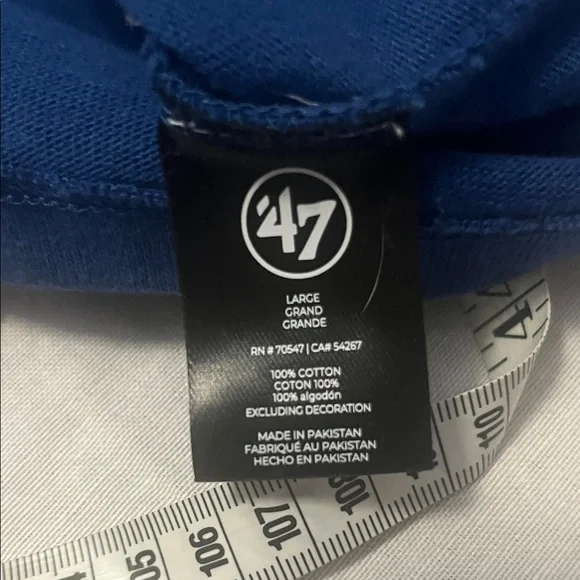 '47
LARGE
GRAND
GRANDE
RN # 70547 | CA# 54267
100% COTTON
COTON 100%
100% algodón
EXCLUDING DECORATION
MADE IN PAKISTAN
FABRIQUÉ AU PAKISTAN
HECHO EN PAKISTAN
105
106
107
108
110